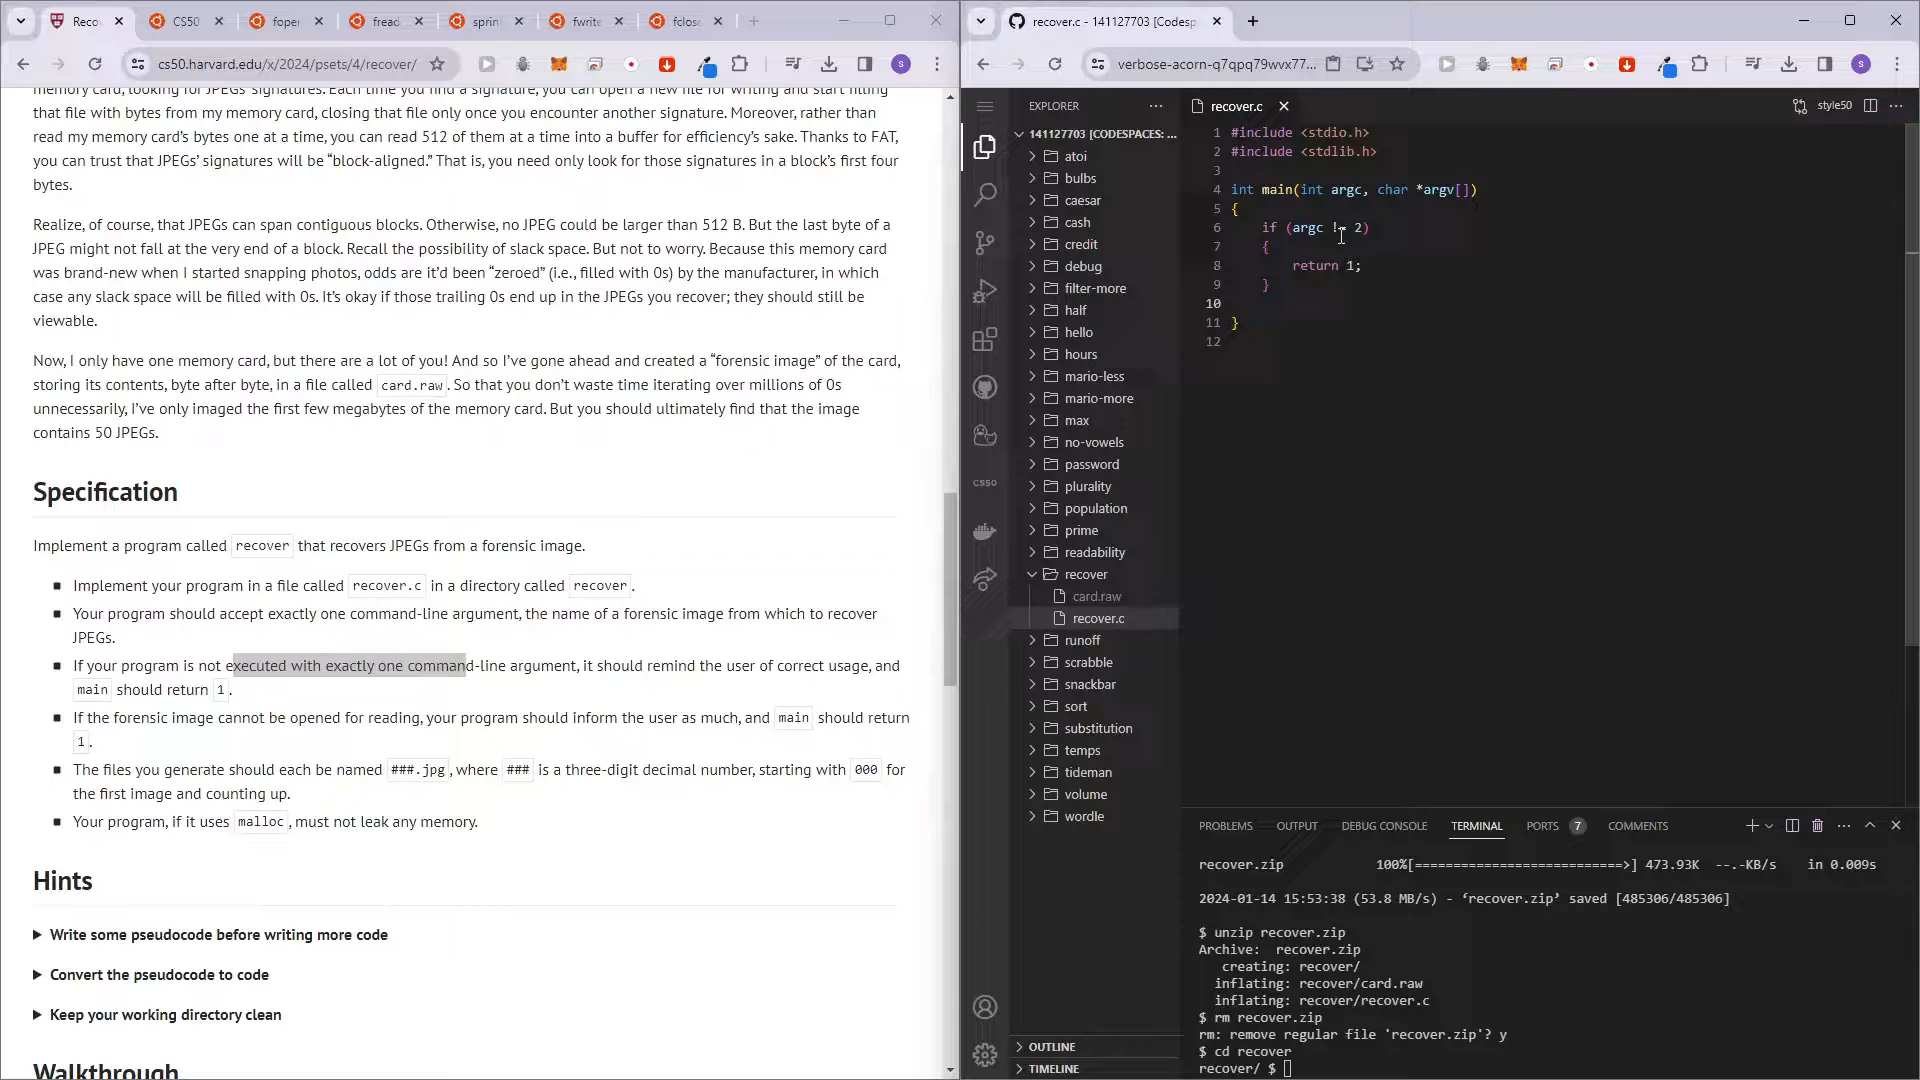 Reco
CS50
foper
fread
sprin
fwrite
fclose
cs50.harvard.edu/x/2024/psets/4/recover/
memory card, looking for JPEGs’ signatures. Each time you find a signature, you can open a new file for writing and start filling
that file with bytes from my memory card, closing that file only once you encounter another signature. Moreover, rather than
read my memory card’s bytes one at a time, you can read 512 of them at a time into a buffer for efficiency’s sake. Thanks to FAT,
you can trust that JPEGs’ signatures will be “block-aligned.” That is, you need only look for those signatures in a block’s first four
bytes.
Realize, of course, that JPEGs can span contiguous blocks. Otherwise, no JPEG could be larger than 512 B. But the last byte of a
JPEG might not fall at the very end of a block. Recall the possibility of slack space. But not to worry. Because this memory card
was brand-new when I started snapping photos, odds are it’d been “zeroed” (i.e., filled with 0s) by the manufacturer, in which
case any slack space will be filled with 0s. It’s okay if those trailing 0s end up in the JPEGs you recover; they should still be
viewable.
Now, I only have one memory card, but there are a lot of you! And so I’ve gone ahead and created a “forensic image” of the card,
storing its contents, byte after byte, in a file called card.raw. So that you don’t waste time iterating over millions of 0s
unnecessarily, I’ve only imaged the first few megabytes of the memory card. But you should ultimately find that the image
contains 50 JPEGs.
Specification
Implement a program called recover that recovers JPEGs from a forensic image.
Implement your program in a file called recover.c in a directory called recover.
Your program should accept exactly one command-line argument, the name of a forensic image from which to recover
JPEGs.
If your program is not executed with exactly one command-line argument, it should remind the user of correct usage, and
main should return 1.
If the forensic image cannot be opened for reading, your program should inform the user as much, and main should return
1.
The files you generate should each be named ###.jpg, where ### is a three-digit decimal number, starting with 000 for
the first image and counting up.
Your program, if it uses malloc, must not leak any memory.
Hints
Write some pseudocode before writing more code
Convert the pseudocode to code
Keep your working directory clean
Walkthrough
recover.c - 141127703 [Codesp
verbose-acorn-q7qpq79wvx77...
EXPLORER
141127703 [CODESPACES: ...
atoi
bulbs
caesar
cash
credit
debug
filter-more
half
hello
hours
mario-less
mario-more
max
no-vowels
password
plurality
population
prime
readability
recover
card.raw
recover.c
runoff
scrabble
snackbar
sort
substitution
temps
tideman
volume
wordle
OUTLINE
TIMELINE
CS50
recover.c
style50
1 #include <stdio.h>
2 #include <stdlib.h>
3
4 int main(int argc, char *argv[])
5 {
6 if (argc != 2)
7 {
8 return 1;
9 }
10
11 }
12
PROBLEMS OUTPUT DEBUG CONSOLE TERMINAL PORTS 7 COMMENTS
recover.zip 100%[===========================>] 473.93K --.-KB/s in 0.009s
2024-01-14 15:53:38 (53.8 MB/s) - ‘recover.zip’ saved [485306/485306]
$ unzip recover.zip
Archive: recover.zip
creating: recover/
inflating: recover/card.raw
inflating: recover/recover.c
$ rm recover.zip
rm: remove regular file 'recover.zip'? y
$ cd recover
recover/ $